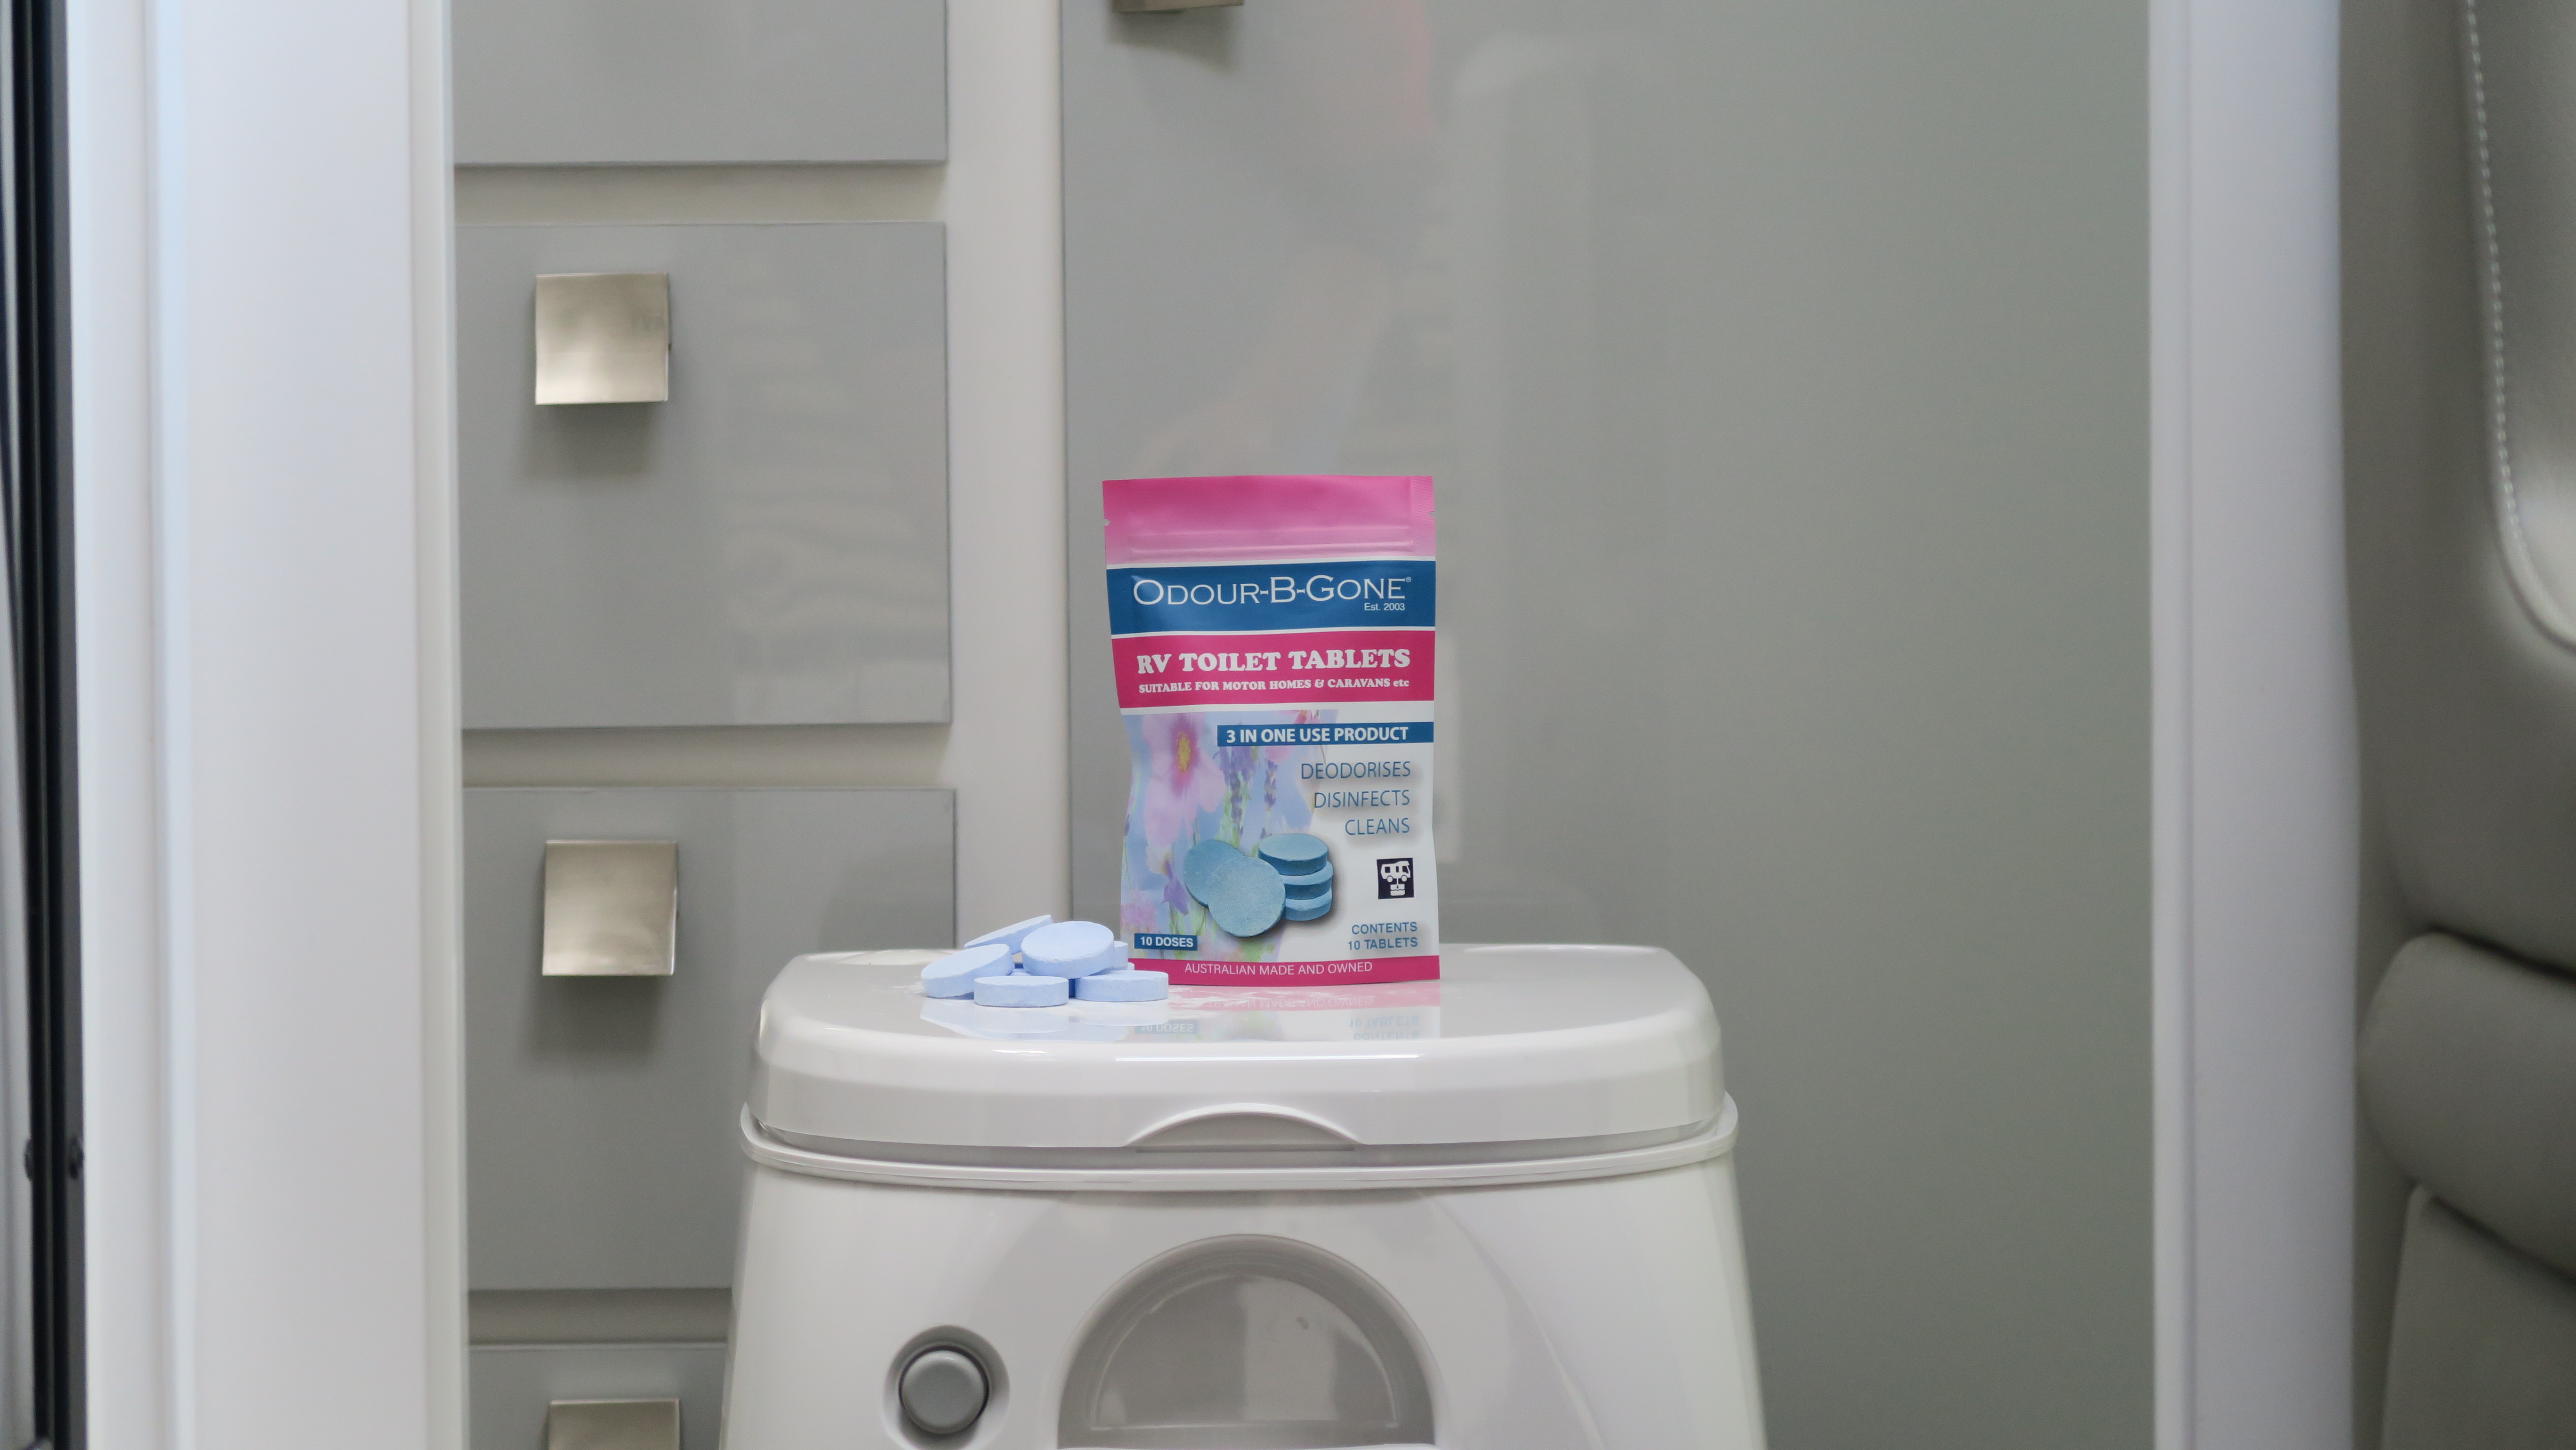 ODOUR-B-GONE®
Est. 2003
RV TOILET TABLETS
SUITABLE FOR MOTOR HOMES & CARAVANS etc
3 IN ONE USE PRODUCT
DEODORISES
DISINFECTS
CLEANS
10 DOSES
CONTENTS
10 TABLETS
AUSTRALIAN MADE AND OWNED